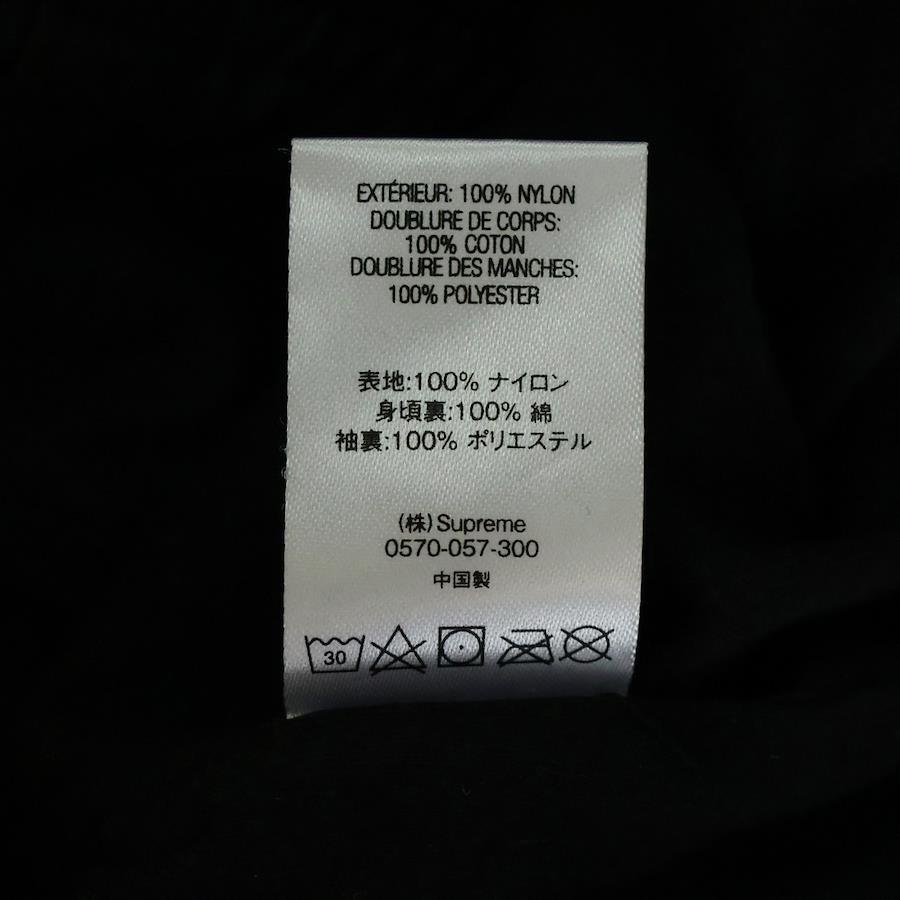 EXTÉRIEUR: 100% NYLON
DOUBLURE DE CORPS:
100% COTON
DOUBLURE DES MANCHES:
100% POLYESTER
表地:100% ナイロン
身頃裏:100% 綿
袖裏:100% ポリエステル
(株)Supreme
0570-057-300
中国製
30